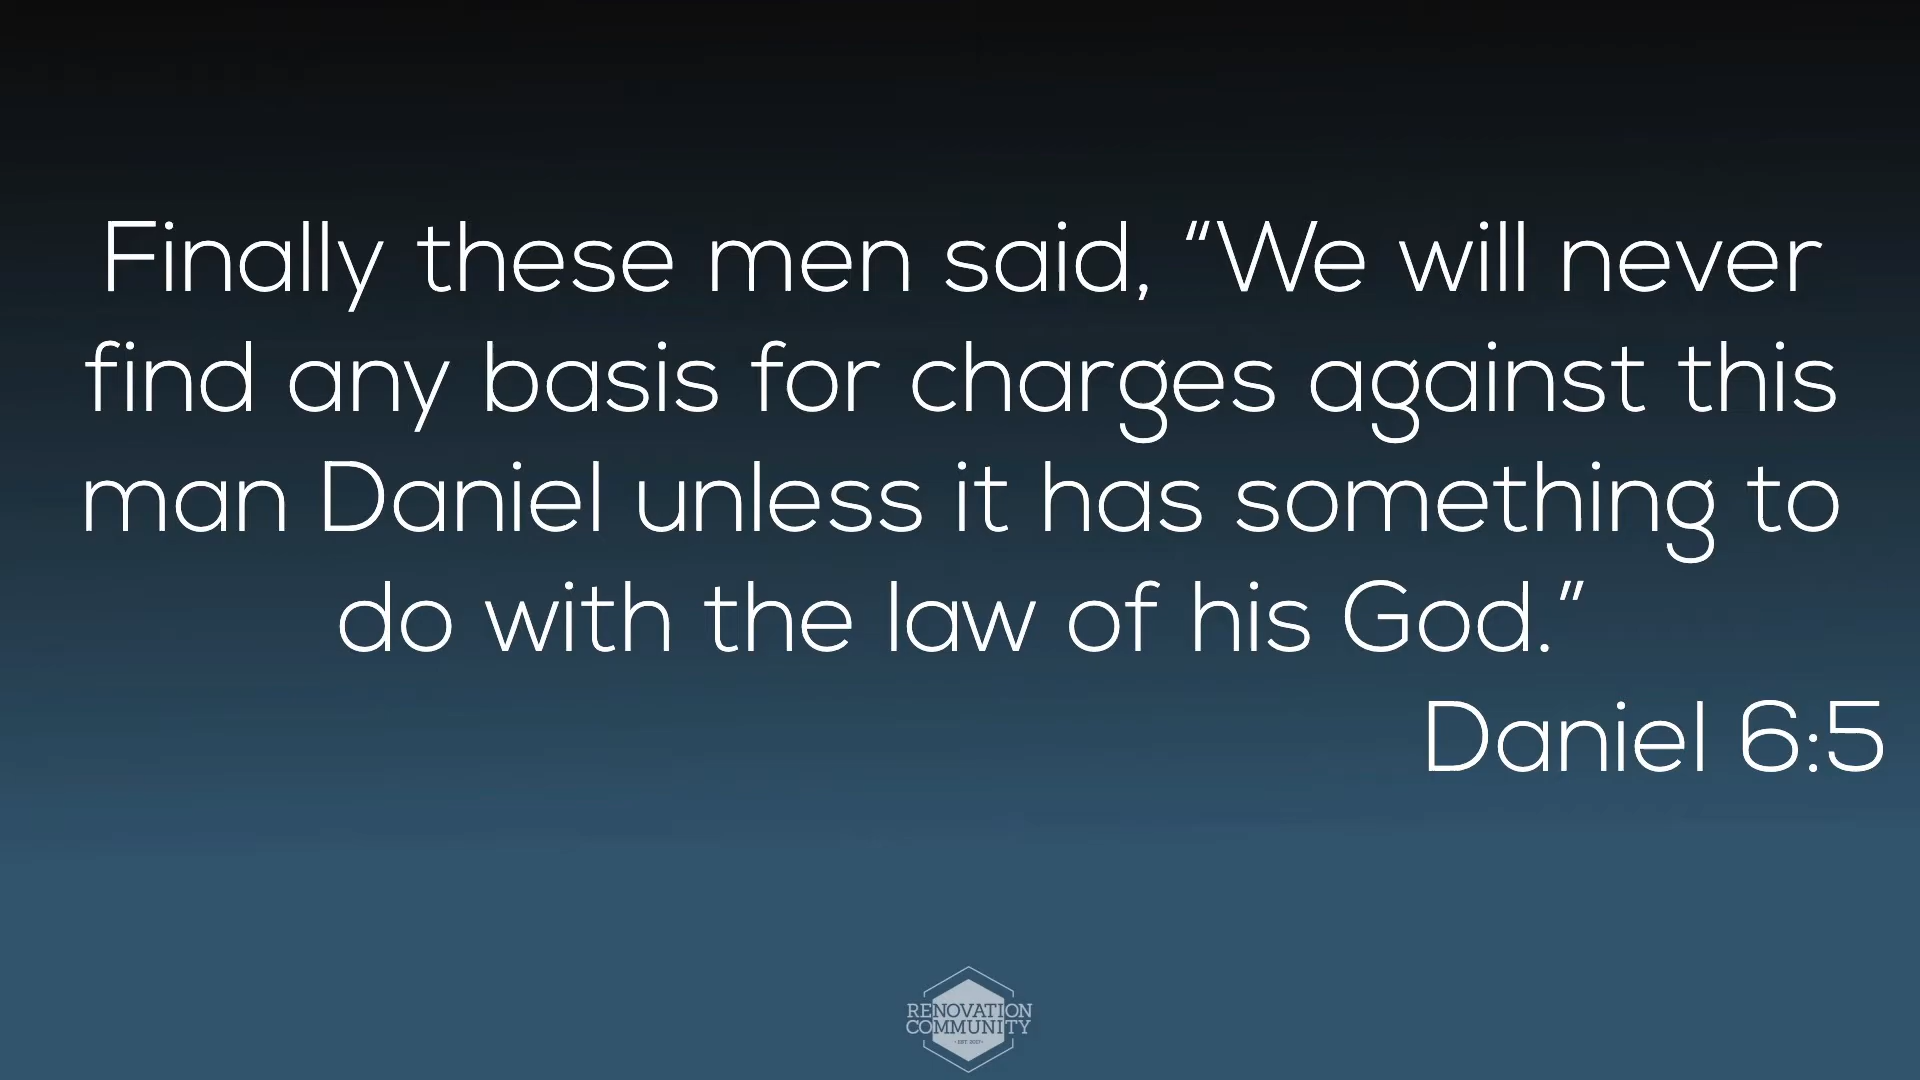 Finally these men said, “We will never
find any basis for charges against this
man Daniel unless it has something to
do with the law of his God.”
Daniel 6:5
RENOVATION
COMMUNITY